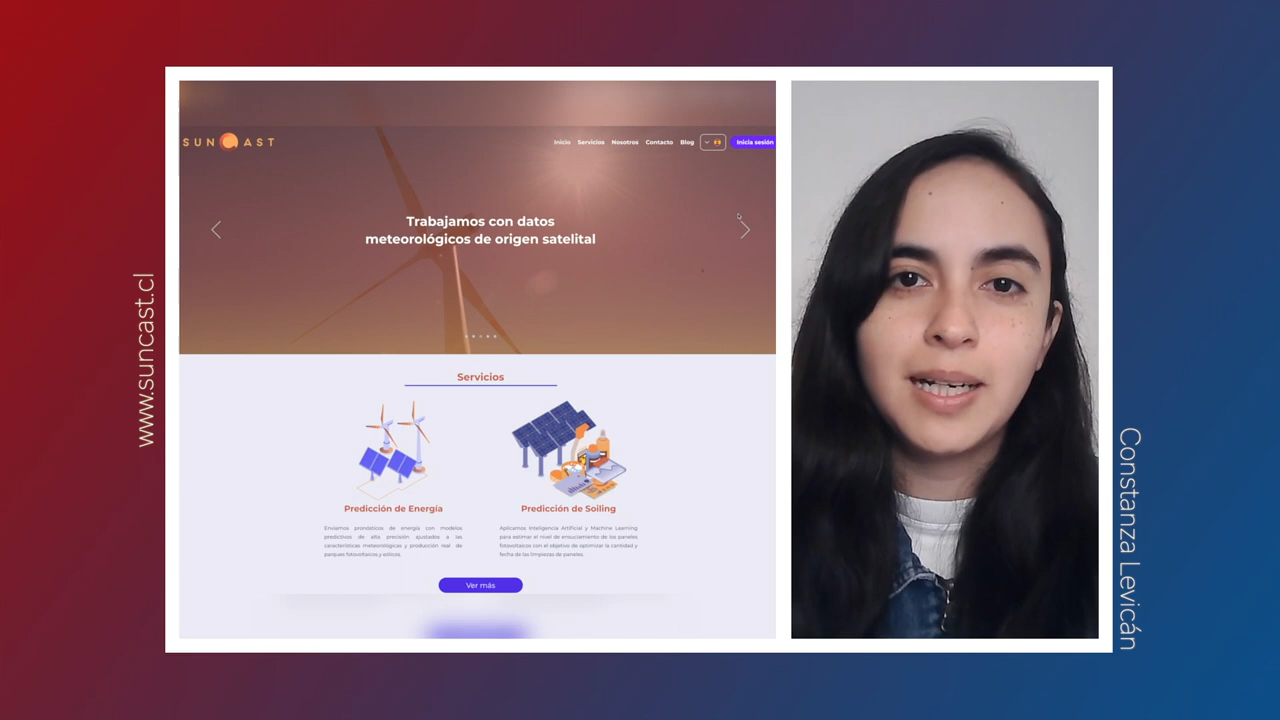 www.suncast.cl
SUNCAST
Inicio Servicios Nosotros Contacto Blog Inicia sesión
Trabajamos con datos
meteorológicos de origen satelital
Servicios
Predicción de Energía
Enviamos pronósticos de energía con modelos
predictivos de alta precisión ajustados a las
características meteorológicas y producción real de
parques fotovoltaicos y eólicos.
Predicción de Soiling
Aplicamos Inteligencia Artificial y Machine Learning
para estimar el nivel de ensuciamiento de los paneles
fotovoltaicos con el objetivo de optimizar la cantidad y
fecha de las limpiezas de paneles.
Ver más
Constanza Levicán